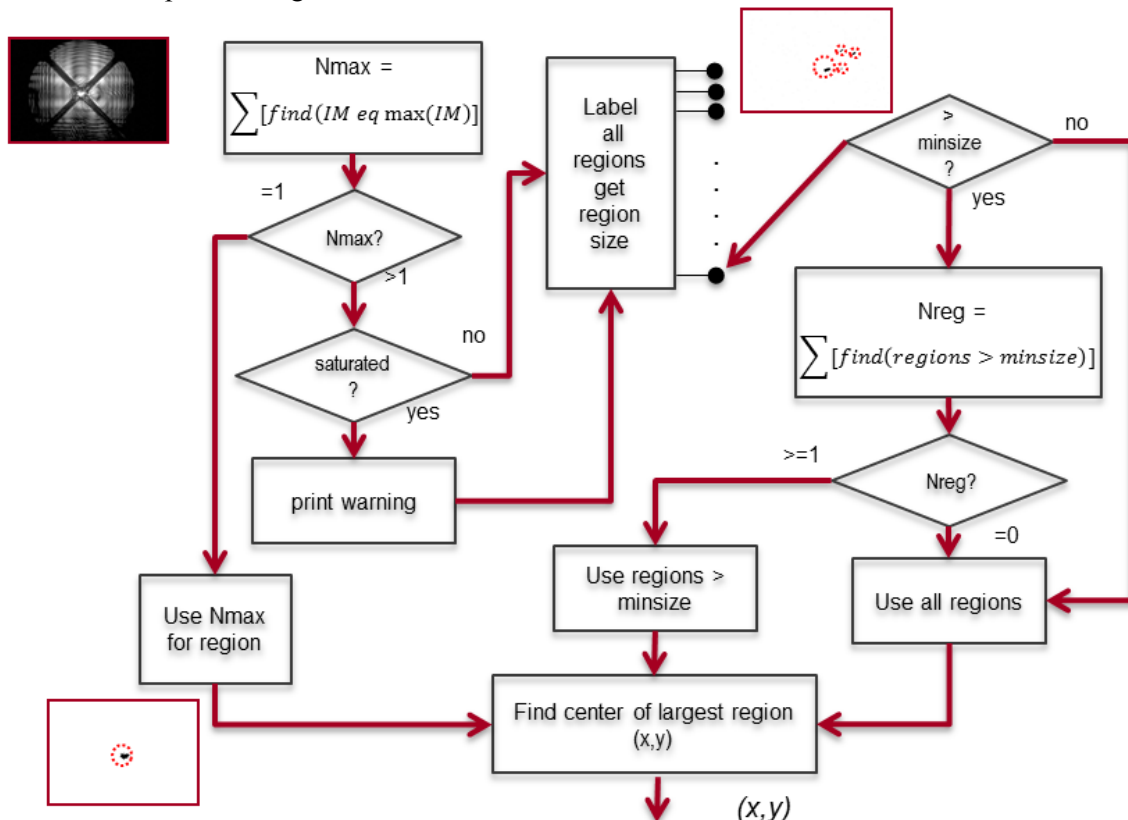 Nmax =
∑[find(IM eq max(IM)]
=1
Nmax?
>1
saturated
?
no
yes
print warning
Use Nmax
for region
Label
all
regions
get
region
size
>
minsize
?
no
yes
Nreg =
∑[find(regions > minsize)]
>=1
Nreg?
=0
Use regions >
minsize
Use all regions
Find center of largest region
(x,y)
(x,y)